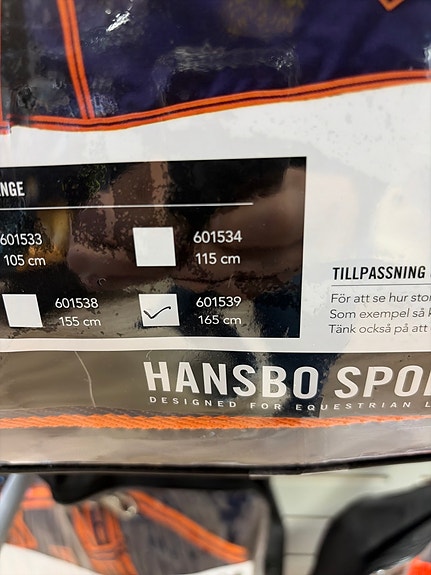 NGE
601533
105 cm
601534
115 cm
601538
155 cm
601539
165 cm
TILLPASSNING
För att se hur stor
Som exempel så k
Tänk också på att
HANSBO SPO
DESIGNED FOR EQUESTRIAN L